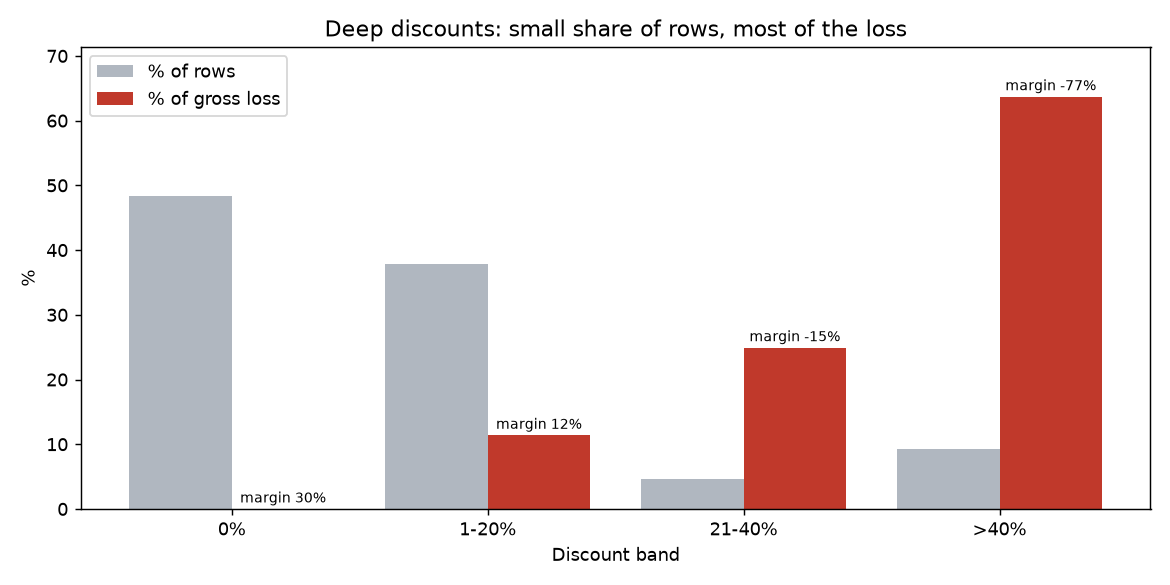 Deep discounts: small share of rows, most of the loss
% of rows
% of gross loss
margin -77%
margin -15%
margin 12%
margin 30%
70
60
50
40
30
20
10
0
%
0%
1-20%
21-40%
>40%
Discount band